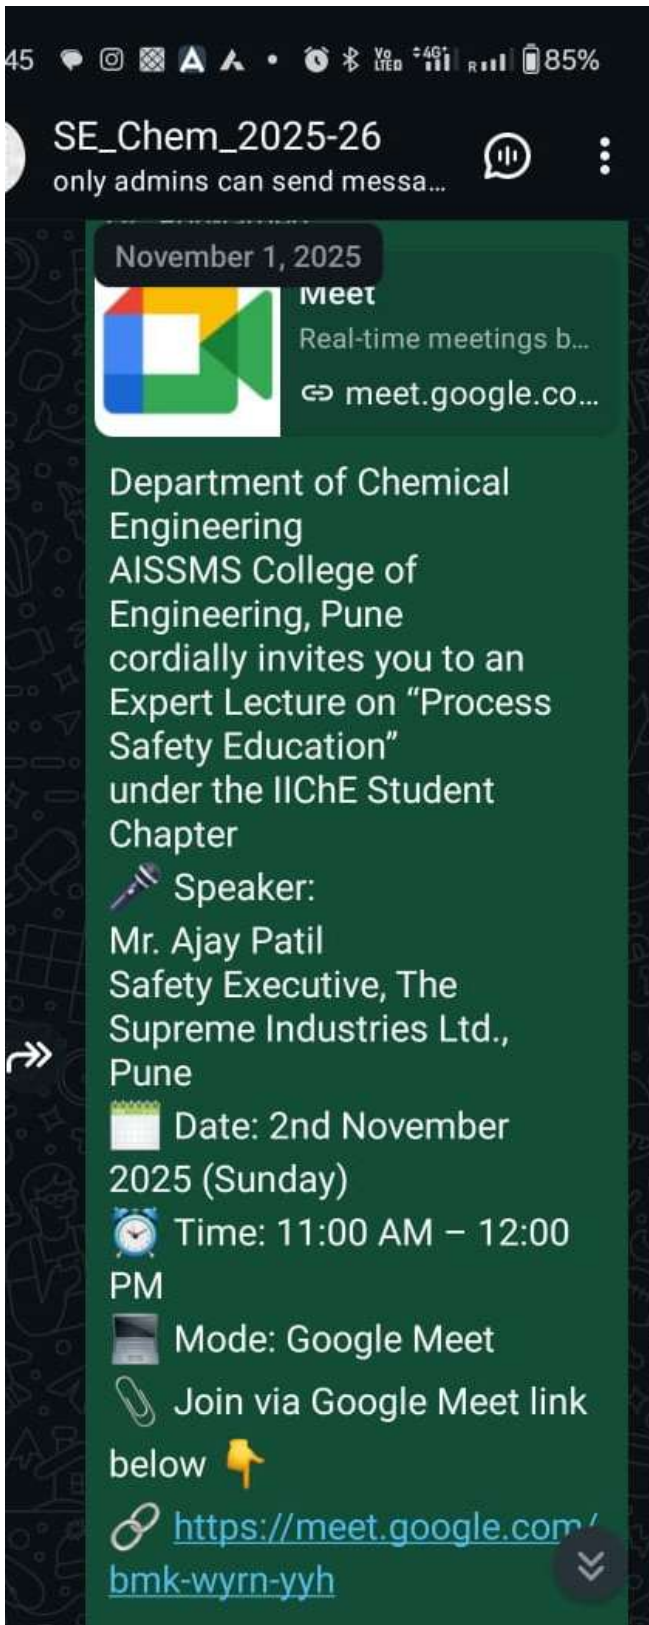 45 Vo LTED 4G+ R 85%
SE_Chem_2025-26
only admins can send messa...
November 1, 2025
Meet
Real-time meetings b...
meet.google.co...
Department of Chemical
Engineering
AISSMS College of
Engineering, Pune
cordially invites you to an
Expert Lecture on “Process
Safety Education”
under the IIChE Student
Chapter
🎤 Speaker:
Mr. Ajay Patil
Safety Executive, The
Supreme Industries Ltd.,
Pune
🗓️ Date: 2nd November
2025 (Sunday)
⏰ Time: 11:00 AM – 12:00
PM
💻 Mode: Google Meet
📎 Join via Google Meet link
below 👇
🔗 https://meet.google.com/
bmk-wyrn-yyh